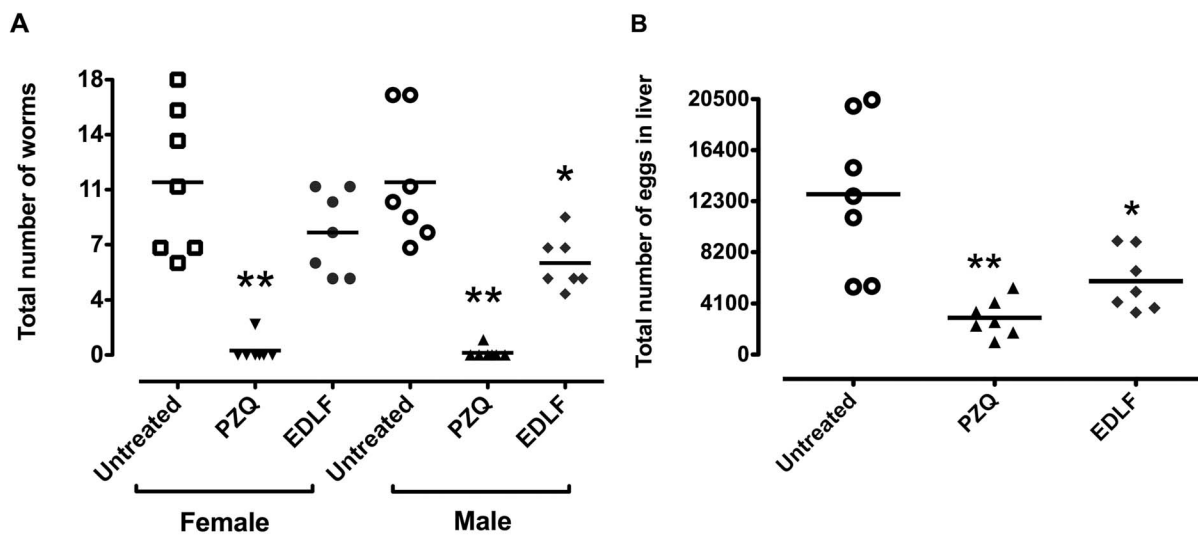 A
Total number of worms
18
14
11
7
4
0
**
**
*
Untreated
PZQ
EDLF
Untreated
PZQ
EDLF
Female
Male
B
Total number of eggs in liver
20500
16400
12300
8200
4100
0
**
*
Untreated
PZQ
EDLF